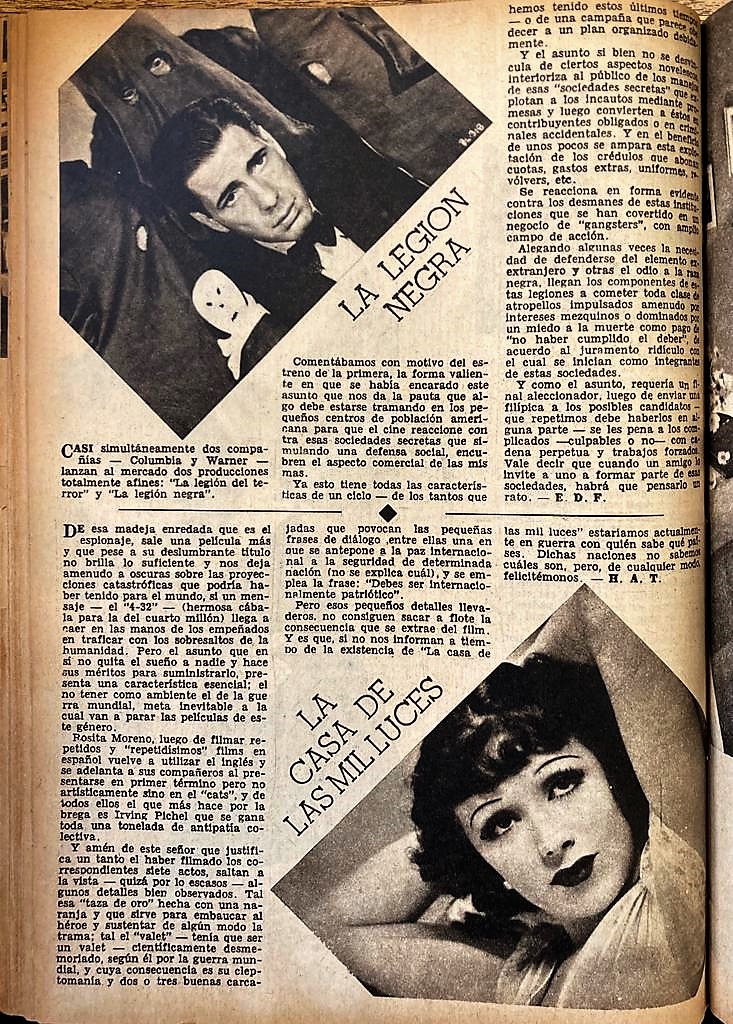 LA LEGION
NEGRA
CASI simultáneamente dos compa-
ñías — Columbia y Warner —
lanzan al mercado dos producciones
totalmente afines: "La legión del te-
rror" y "La legión negra".
Comentábamos con motivo del es-
treno de la primera, la forma valien-
te en que se había encarado este
asunto que nos da la pauta que al-
go debe estarse tramando en los pe-
queños centros de población ameri-
cana para que el cine reaccione con
tra esas sociedades secretas que si-
mulando una defensa social, encu-
bren el aspecto comercial de las mis
mas.
Ya esto tiene todas las caracterís-
ticas de un ciclo — de los tantos que
hemos tenido estos últimos tiempos
— o de una campaña que parece obe
decer a un plan organizado debida-
mente.
Y el asunto si bien no se desvin
cula de ciertos aspectos novelescos
interioriza al público de los manejos
de esas "sociedades secretas" que ex
plotan a los incautos mediante pro-
mesas y luego convierten a éstos en
contribuyentes obligados o en crimi-
nales accidentales. Y en el beneficio
de unos pocos se ampara esta explo-
tación de los crédulos que abonan
cuotas, gastos extras, uniformes, re-
vólvers, etc.
Se reacciona en forma evidente
contra los desmanes de estas institu-
ciones que se han covertido en un
negocio de "gangsters", con amplio
campo de acción.
Alegando algunas veces la necesi-
dad de defenderse del elemento ex-
extranjero y otras el odio a la raza
negra, llegan los componentes de es-
tas legiones a cometer toda clase de
atropellos impulsados amenudo por
intereses mezquinos o dominados por
un miedo a la muerte como pago de
"no haber cumplido el deber", de
acuerdo al juramento ridículo con
el cual se inician como integrantes
de estas sociedades.
Y como el asunto, requería un fi-
nal aleccionador, luego de enviar una
filípica a los posibles candidatos —
que repetimos debe haberlos en al-
guna parte — se les pena a los com-
plicados —culpables o no— con ca-
dena perpetua y trabajos forzados.
Vale decir que cuando un amigo lo
invite a uno a formar parte de esas
sociedades, habrá que pensarlo un
rato. — E. D. F.
LA
CASA DE
LAS MIL LUCES
DE esa madeja enredada que es el
espionaje, sale una película más
y que pese a su deslumbrante título
no brilla lo suficiente y nos deja
amenudo a oscuras sobre las proyec-
ciones catastróficas que podría ha-
ber tenido para el mundo, si un men-
saje — el "4-32" — (hermosa cába-
la para la del cuarto millón) llega a
caer en las manos de los empeñados
en traficar con los sobresaltos de la
humanidad. Pero el asunto que en
sí no quita el sueño a nadie y hace
sus méritos para suministrarlo, pre-
senta una característica esencial; el
no tener como ambiente el de la gue
rra mundial, meta inevitable a la
cual van a parar las películas de es-
te género.
Rosita Moreno, luego de filmar re-
petidos y "repetidísimos" films en
español vuelve a utilizar el inglés y
se adelanta a sus compañeros al pre-
sentarse en primer término pero no
artísticamente sino en el "cats", y de
todos ellos el que más hace por la
brega es Irving Pichel que se gana
toda una tonelada de antipatía co-
lectiva.
Y amén de este señor que justifi-
ca un tanto el haber filmado los co-
rrespondientes siete actos, saltan a
la vista — quizá por lo escasos — al-
gunos detalles bien observados. Tal
esa "taza de oro" hecha con una na-
ranja y que sirve para embaucar al
héroe y sustentar de algún modo la
trama; tal el "valet" — tenía que ser
un valet — científicamente desme-
moriado, según él por la guerra mun-
dial, y cuya consecuencia es su clep-
tomanía y dos o tres buenas carca-
jadas que povocan las pequeñas
frases de diálogo, entre ellas una en
que se antepone a la paz internacio-
nal a la seguridad de determinada
nación (no se explica cuál), y se em-
plea la frase: "Debes ser internacio-
nalmente patriótico".
Pero esos pequeños detalles lleva-
deros, no consiguen sacar a flote la
consecuencia que se extrae del film.
Y es que, si no nos informan a tiem-
po de la existencia de "La casa de
las mil luces" estaríamos actualmen-
te en guerra con quién sabe qué paí-
ses. Dichas naciones no sabemos
cuáles son, pero, de cualquier modo,
felicitémonos. — H. A. T.